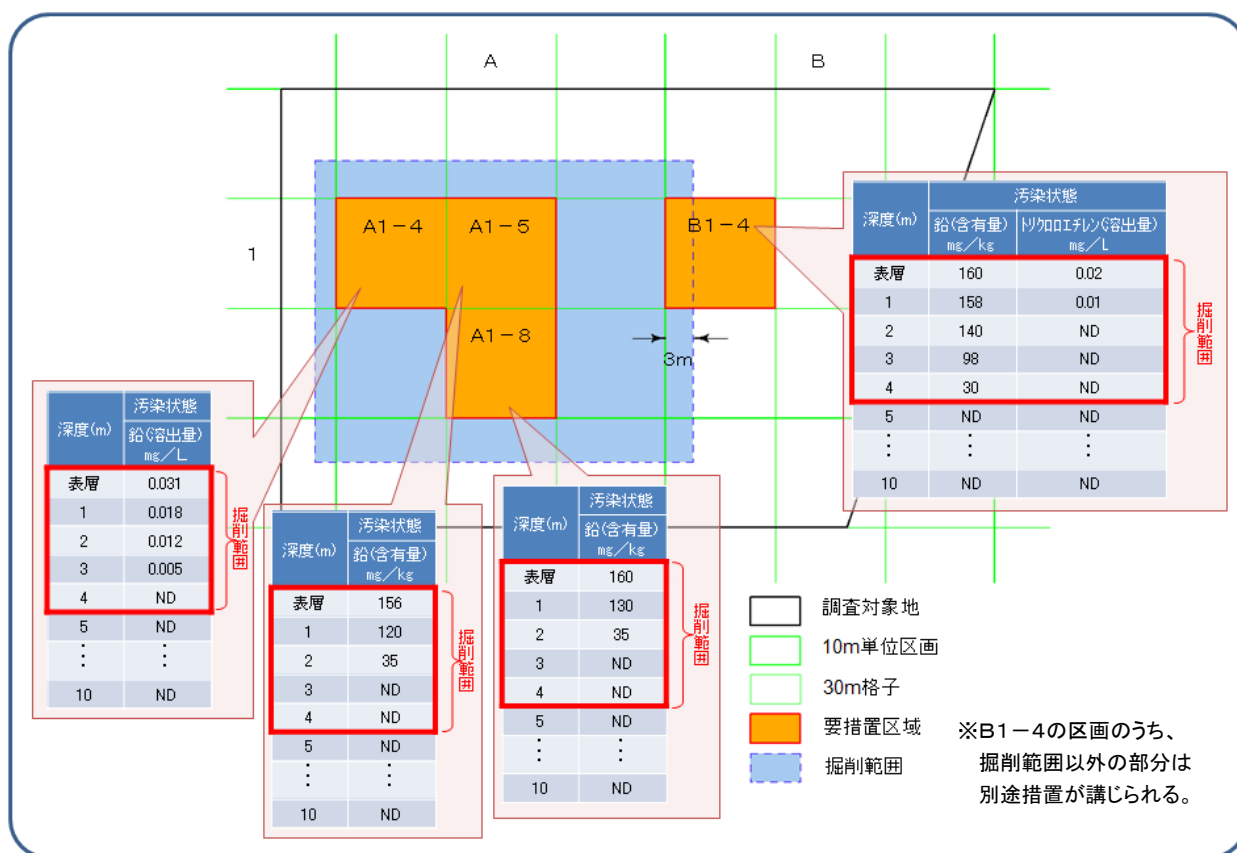 A
B
1
A1-4
A1-5
B1-4
A1-8
3m
深度(m)
汚染状態
鉛(含有量)
mg/kg
トリクロロエチレン(溶出量)
mg/L
表層 160 0.02
1 158 0.01
2 140 ND
3 98 ND
4 30 ND
5 ND ND
⋮ ⋮ ⋮
10 ND ND
掘削範囲
深度(m)
汚染状態
鉛(溶出量)
mg/L
表層 0.031
1 0.018
2 0.012
3 0.005
4 ND
5 ND
⋮ ⋮
10 ND
掘削範囲
深度(m)
汚染状態
鉛(含有量)
mg/kg
表層 156
1 120
2 35
3 ND
4 ND
5 ND
⋮ ⋮
10 ND
掘削範囲
深度(m)
汚染状態
鉛(含有量)
mg/kg
表層 160
1 130
2 35
3 ND
4 ND
5 ND
⋮ ⋮
10 ND
掘削範囲
調査対象地
10m単位区画
30m格子
要措置区域
掘削範囲
※B1-4の区画のうち、
掘削範囲以外の部分は
別途措置が講じられる。